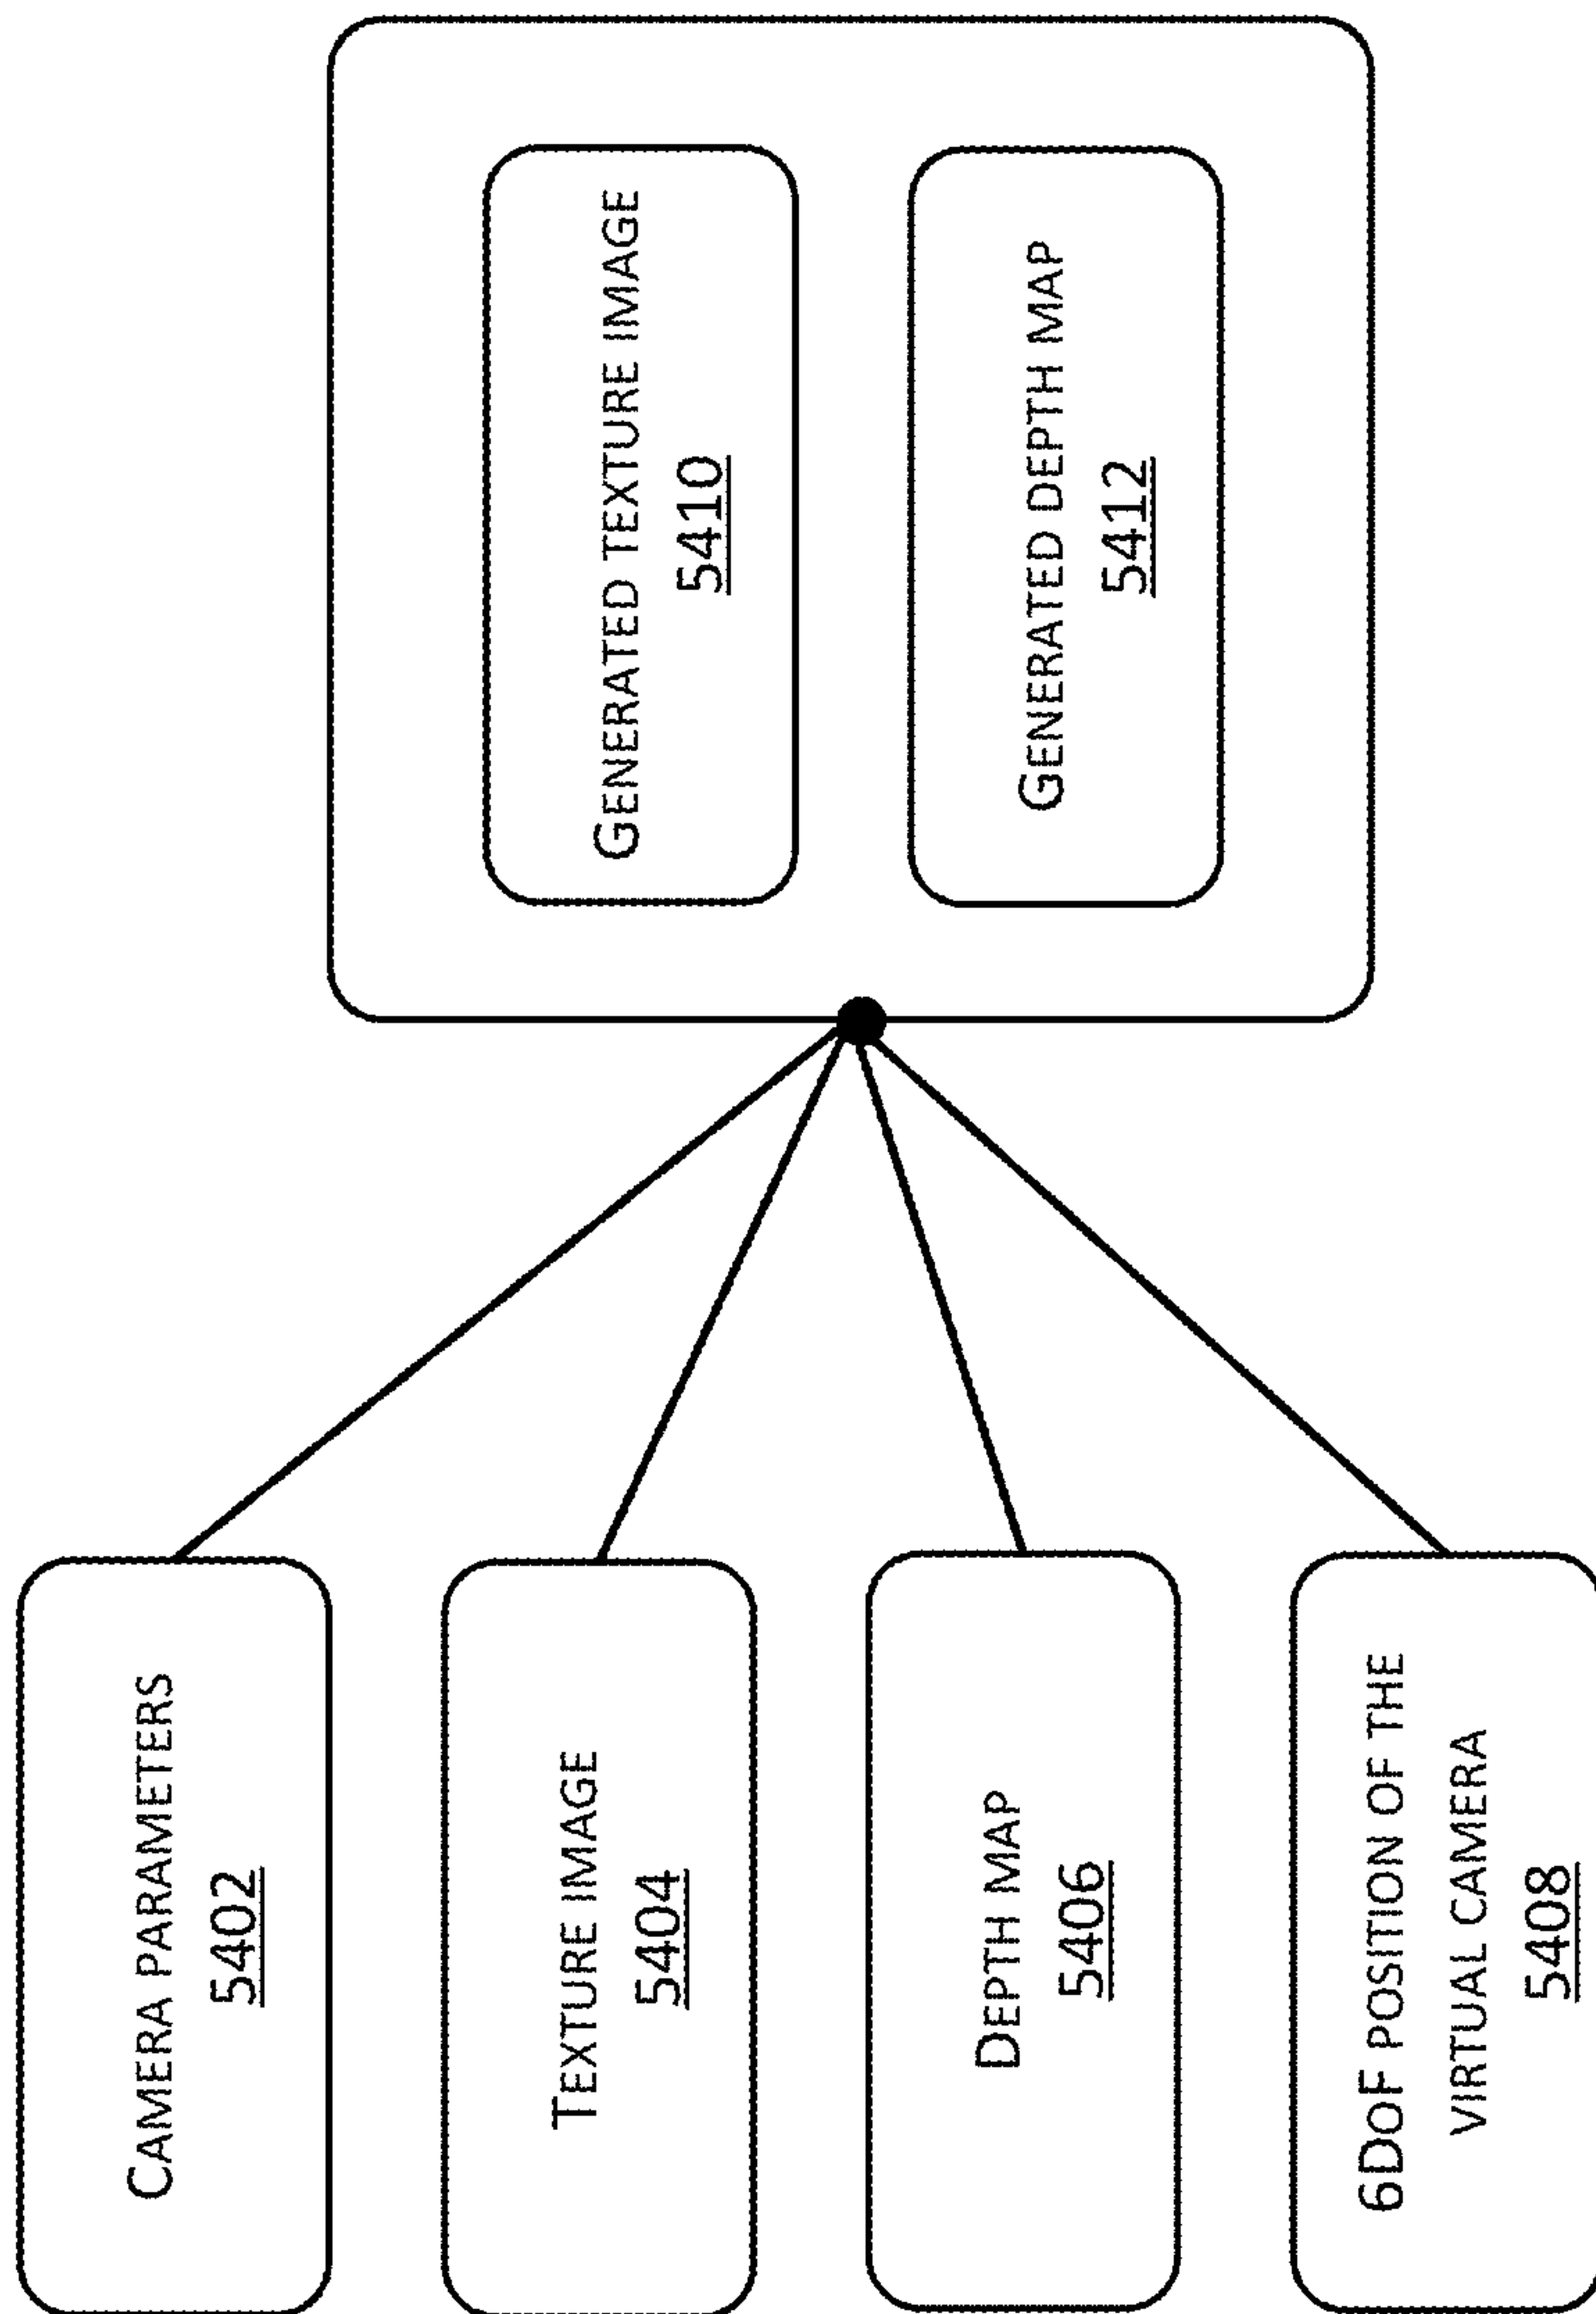 CAMERA PARAMETERS
5402
TEXTURE IMAGE
5404
DEPTH MAP
5406
6DOF POSITION OF THE
VIRTUAL CAMERA
5408
GENERATED TEXTURE IMAGE
5410
GENERATED DEPTH MAP
5412